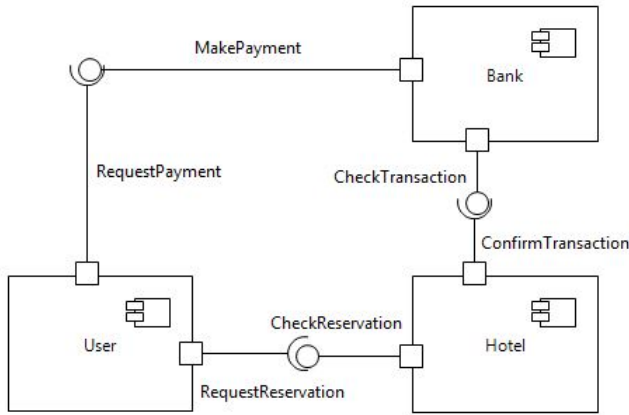 MakePayment
Bank
RequestPayment
CheckTransaction
ConfirmTransaction
User
CheckReservation
Hotel
RequestReservation